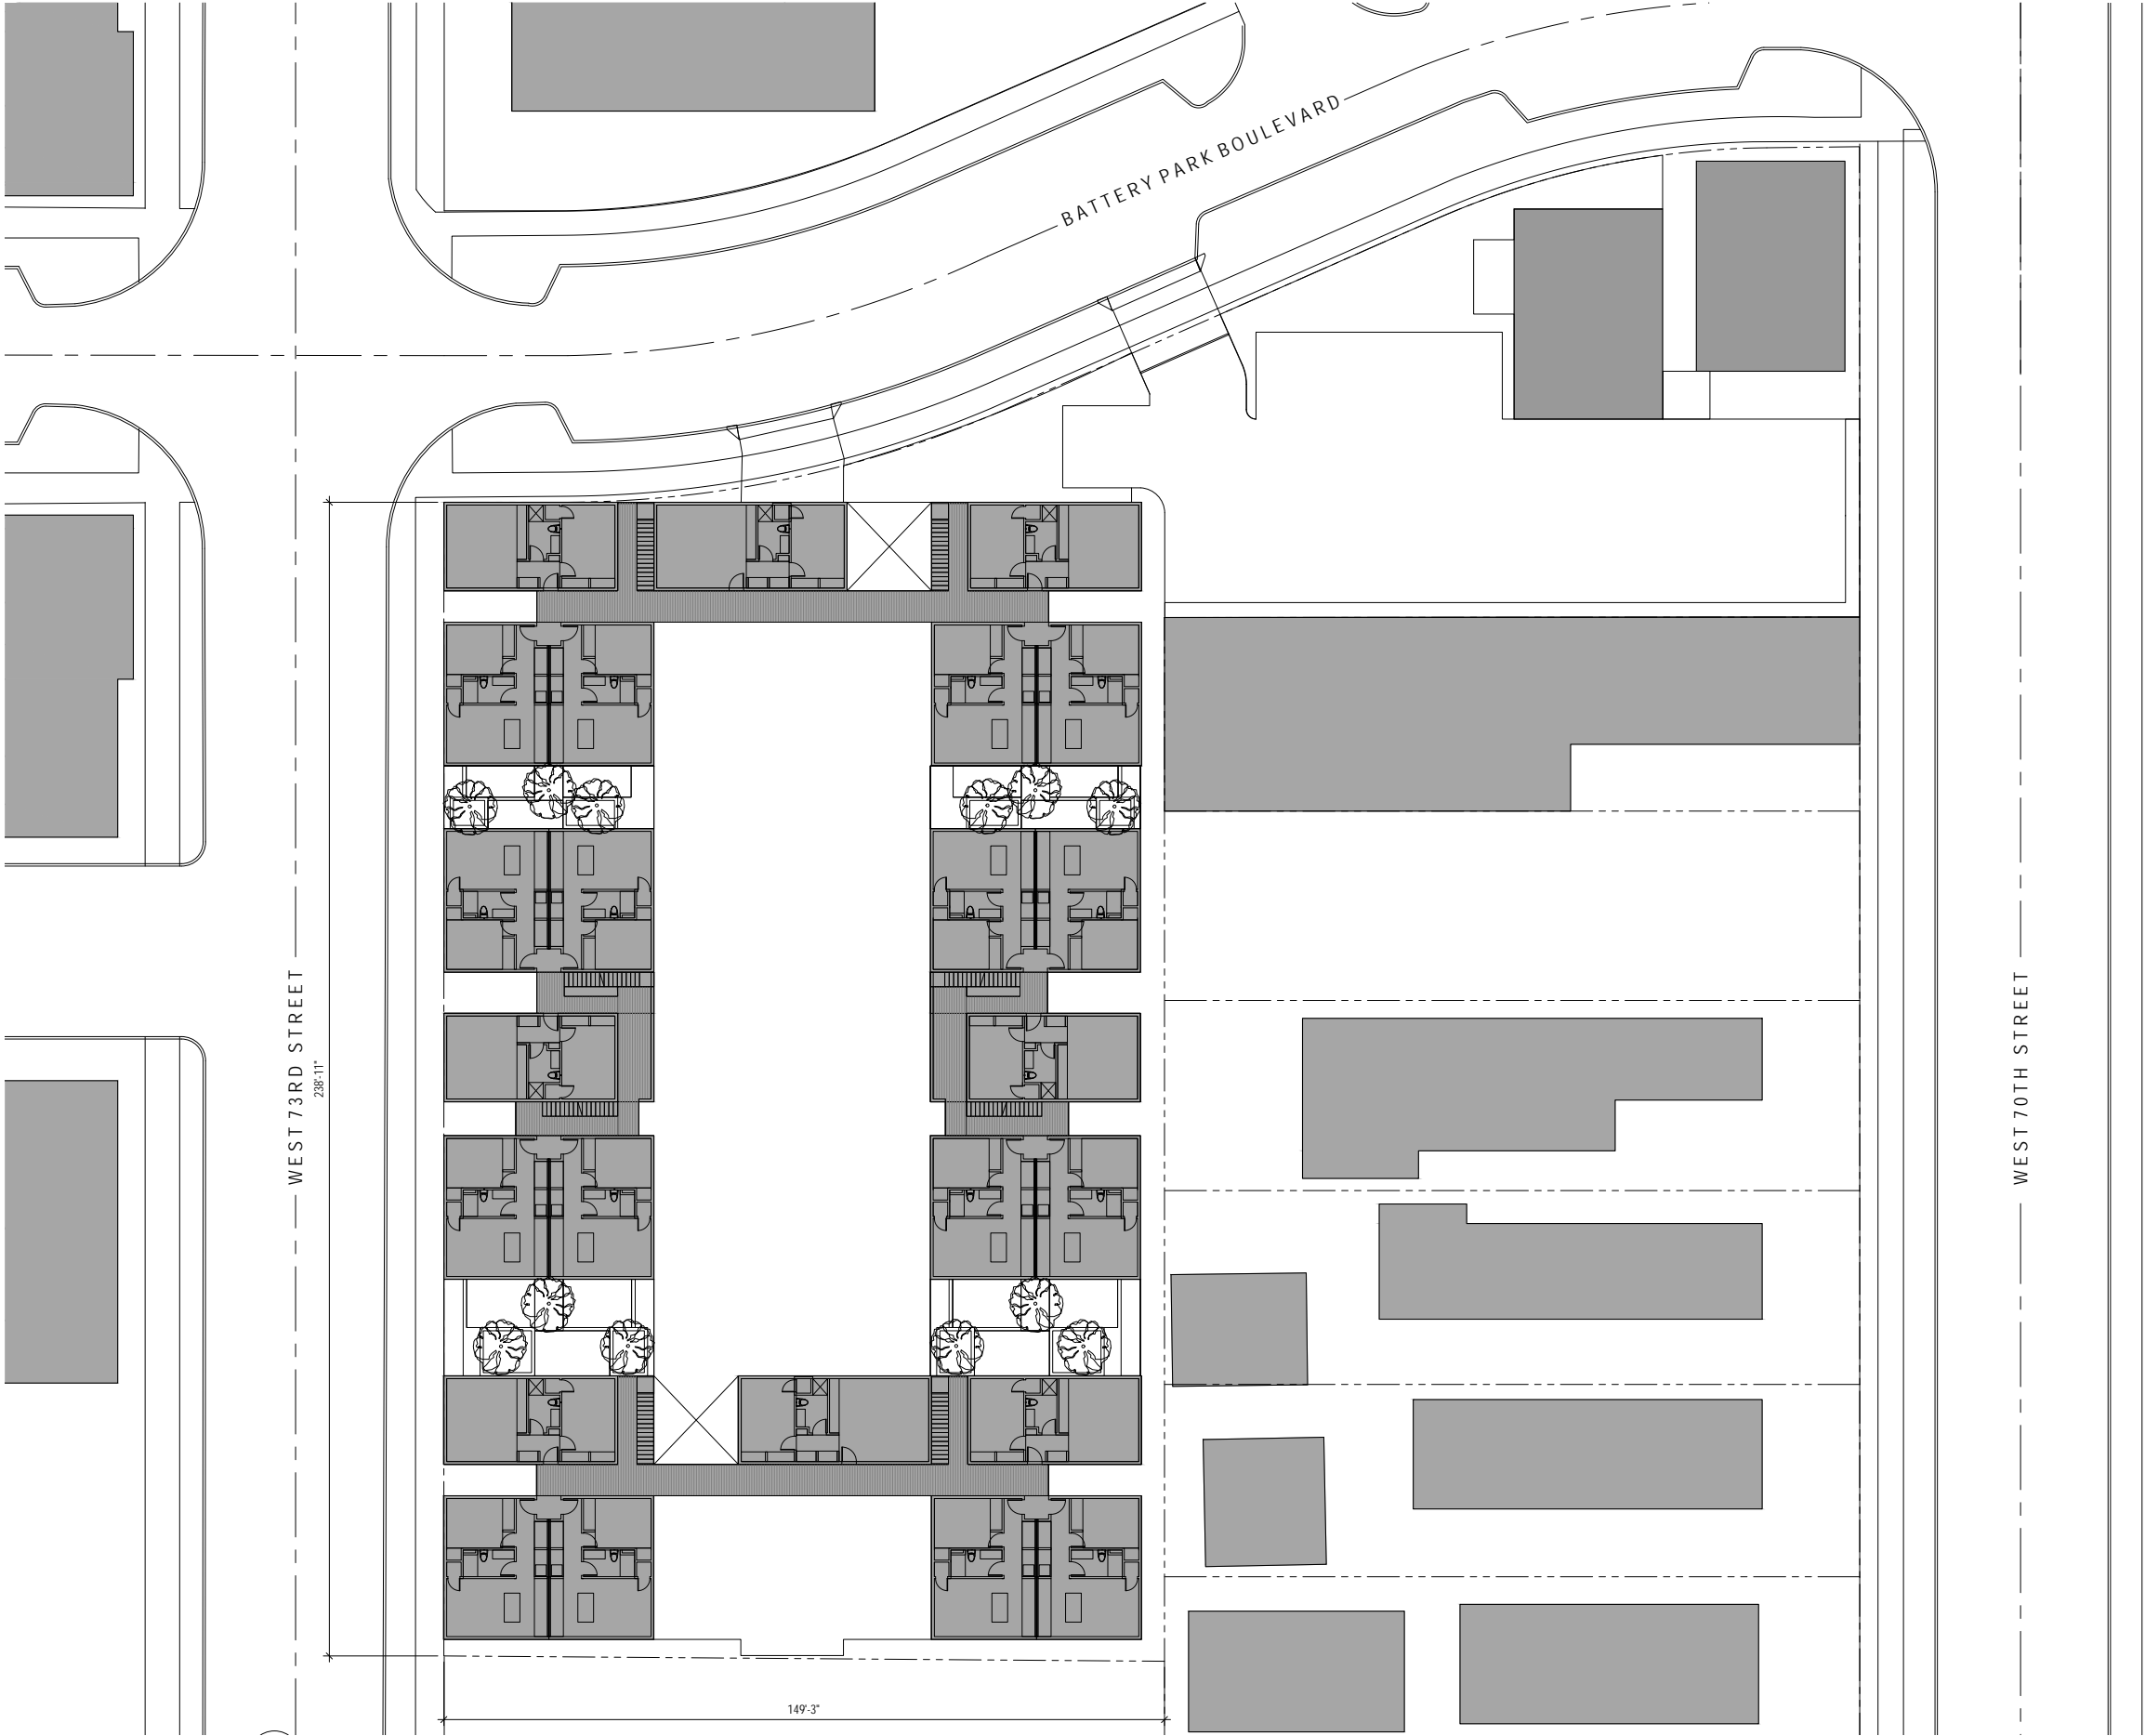 BATTERY PARK BOULEVARD
WEST 73RD STREET
238'-11"
WEST 70TH STREET
149'-3"